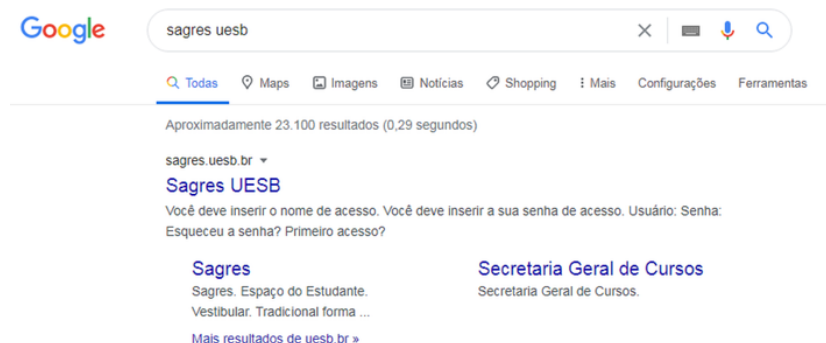 Google
sagres uesb
Todas Maps Imagens Notícias Shopping Mais Configurações Ferramentas
Aproximadamente 23.100 resultados (0,29 segundos)
sagres.uesb.br
Sagres UESB
Você deve inserir o nome de acesso. Você deve inserir a sua senha de acesso. Usuário: Senha:
Esqueceu a senha? Primeiro acesso?
Sagres
Sagres. Espaço do Estudante.
Vestibular. Tradicional forma ...
Secretaria Geral de Cursos
Secretaria Geral de Cursos.
Mais resultados de uesb.br »